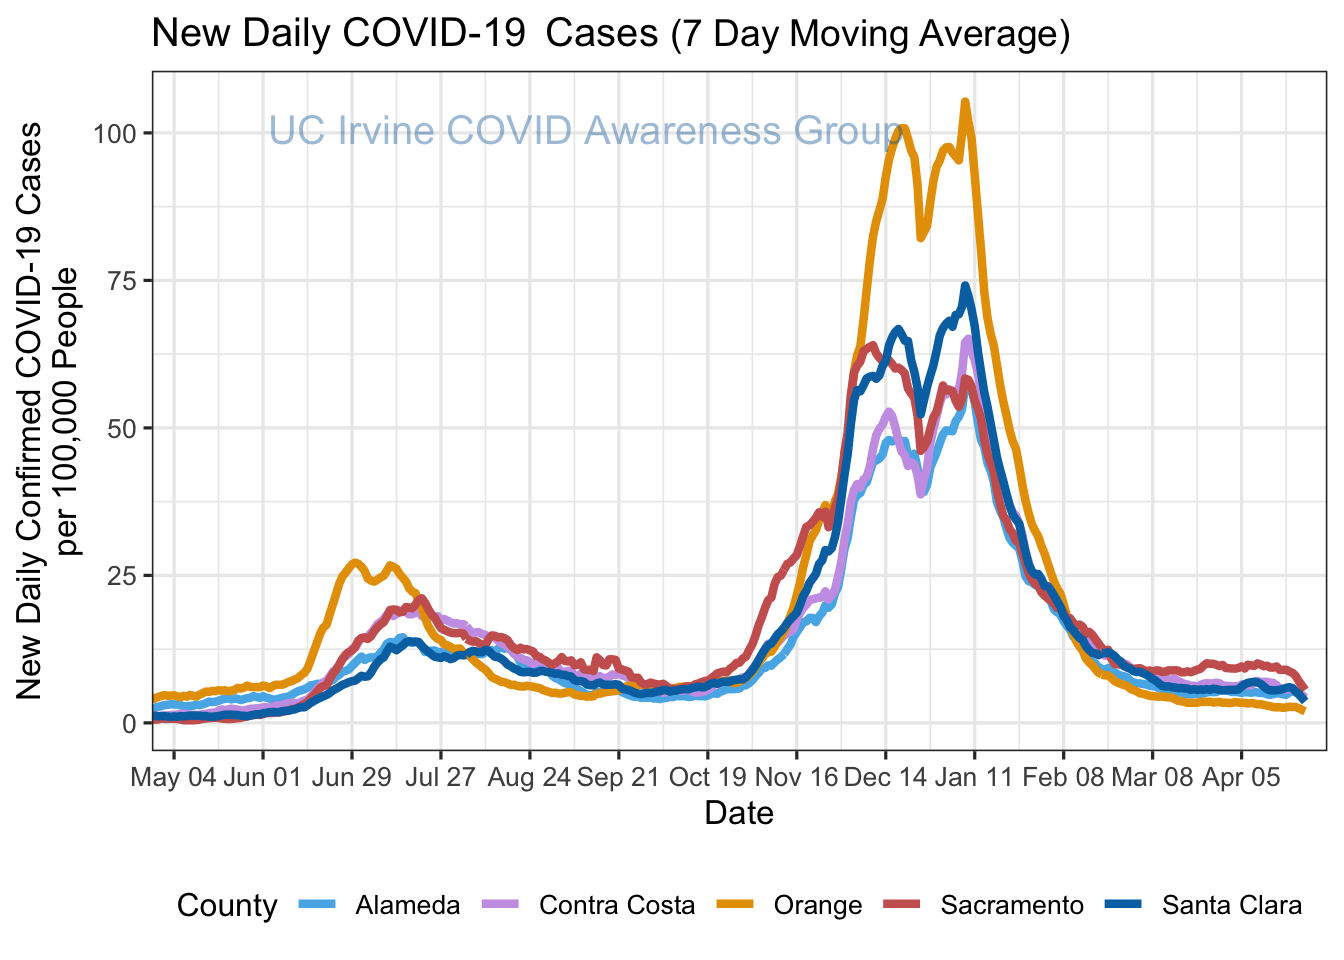 New Daily COVID-19  Cases (7 Day Moving Average)
UC Irvine COVID Awareness Group
New Daily Confirmed COVID-19 Cases
per 100,000 People
100
75
50
25
0
May 04 Jun 01 Jun 29 Jul 27 Aug 24 Sep 21 Oct 19 Nov 16 Dec 14 Jan 11 Feb 08 Mar 08 Apr 05
Date
County Alameda Contra Costa Orange Sacramento Santa Clara